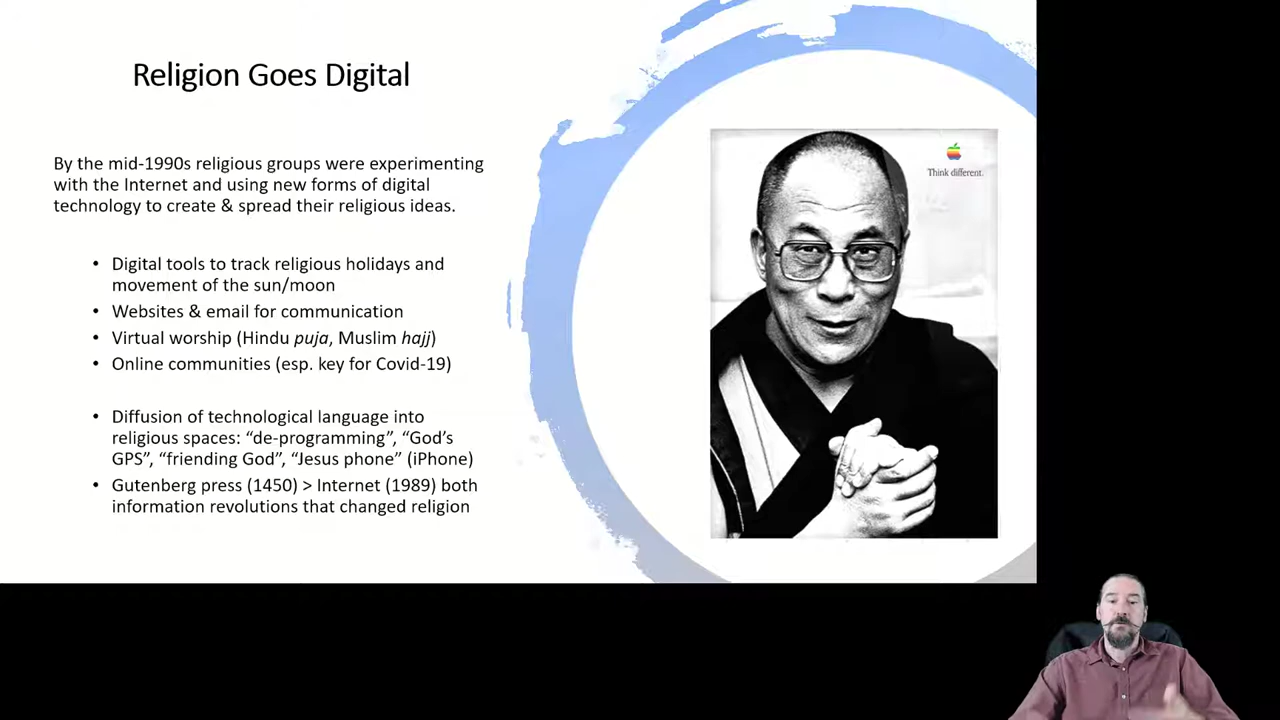 Religion Goes Digital
By the mid-1990s religious groups were experimenting
with the Internet and using new forms of digital
technology to create & spread their religious ideas.
• Digital tools to track religious holidays and
movement of the sun/moon
• Websites & email for communication
• Virtual worship (Hindu puja, Muslim hajj)
• Online communities (esp. key for Covid-19)
• Diffusion of technological language into
religious spaces: “de-programming”, “God’s
GPS”, “friending God”, “Jesus phone” (iPhone)
• Gutenberg press (1450) > Internet (1989) both
information revolutions that changed religion
Think different.